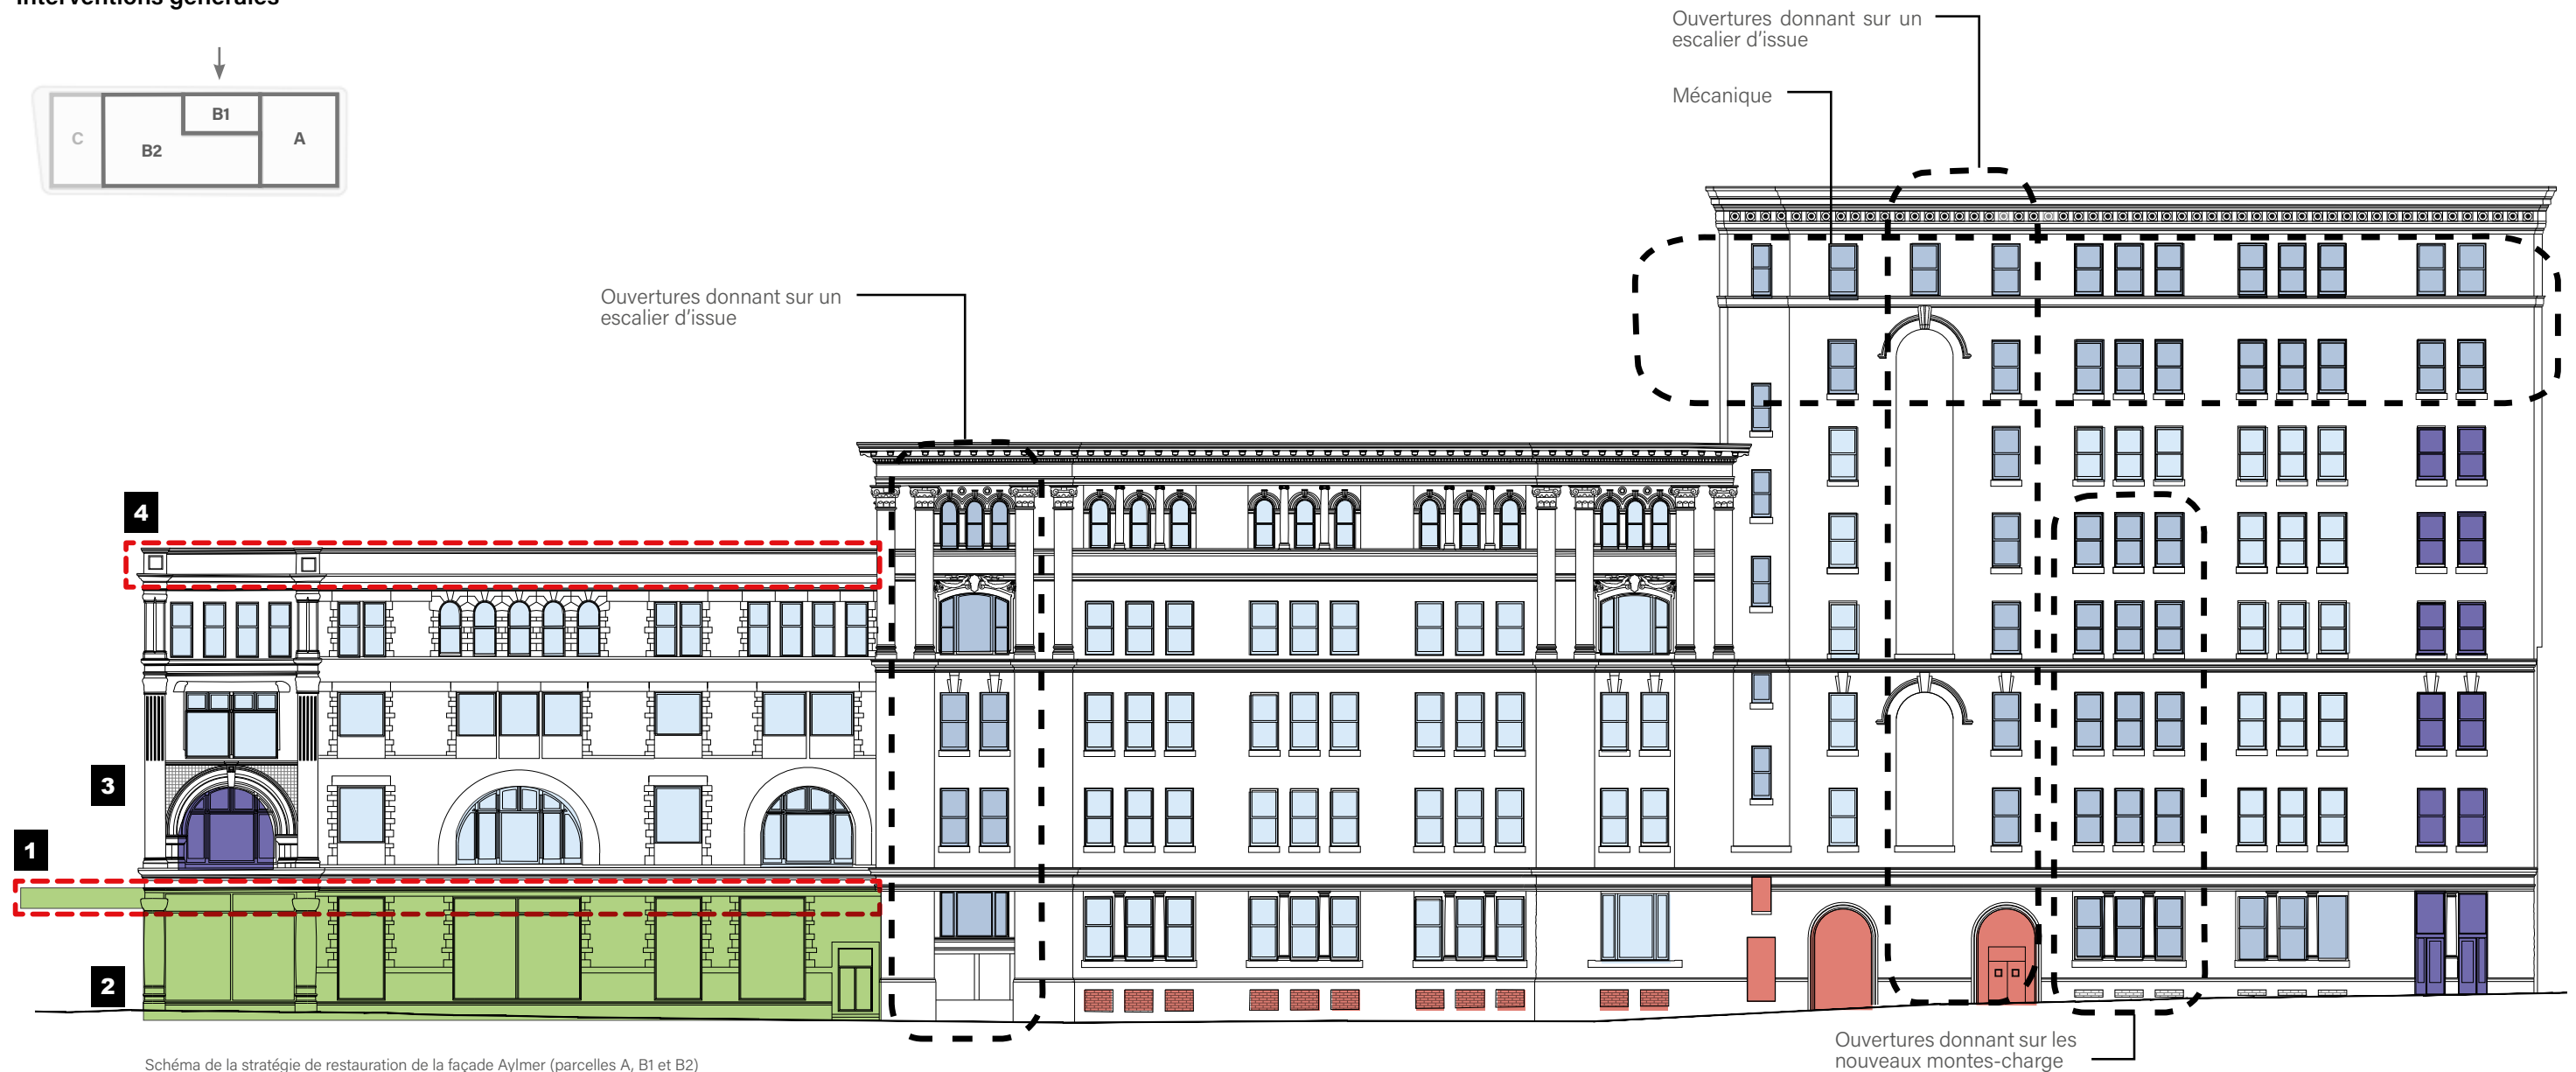 Interventions générales
Ouvertures donnant sur un
escalier d'issue
Mécanique
B1
C
A
B2
Ouvertures donnant sur un
escalier d'issue
4
3
1
2
Ouvertures donnant sur les
nouveaux montes-charge
Schéma de la stratégie de restauration de la façade Aylmer (parcelles A, B1 et B2)